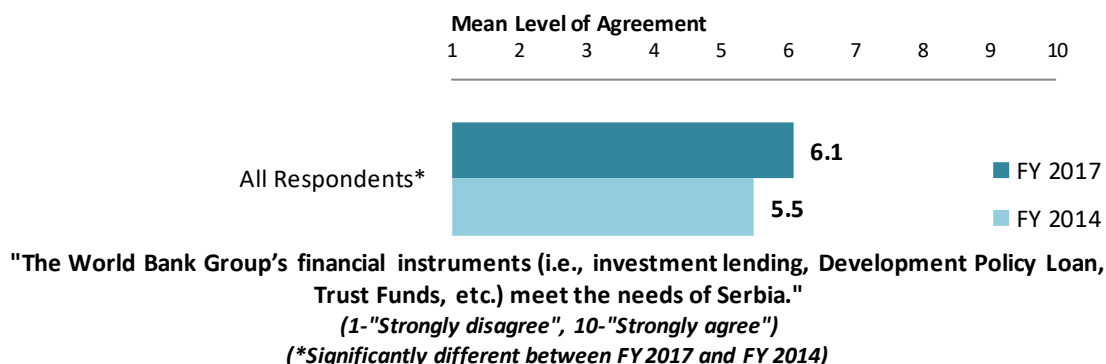 Mean Level of Agreement
1 2 3 4 5 6 7 8 9 10
6.1
All Respondents*
5.5
FY 2017
FY 2014
"The World Bank Group’s financial instruments (i.e., investment lending, Development Policy Loan,
Trust Funds, etc.) meet the needs of Serbia."
(1-"Strongly disagree", 10-"Strongly agree")
(*Significantly different between FY 2017 and FY 2014)